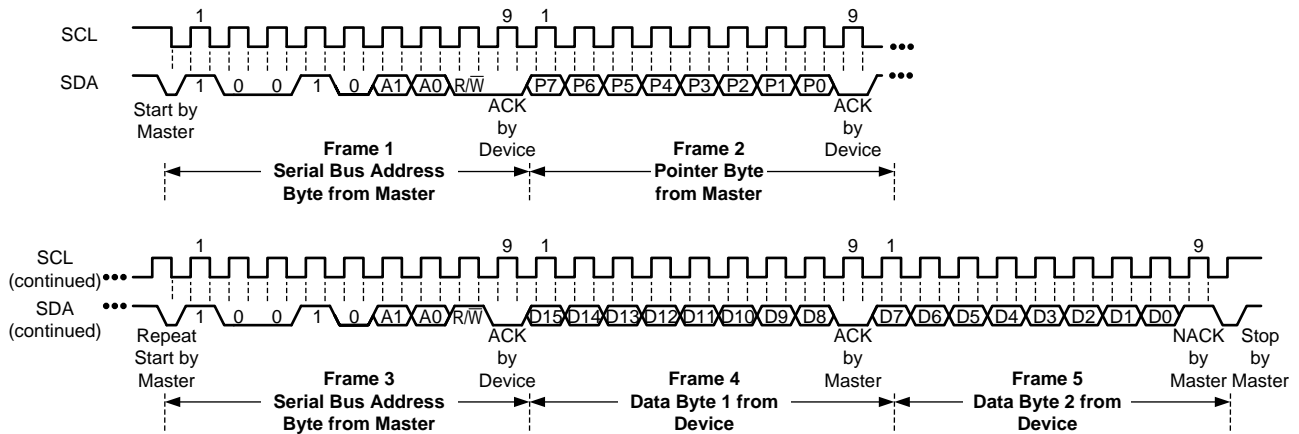 1 9 1 9
SCL
SDA 1 0 0 1 0 A1 A0 R/W̅ P7 P6 P5 P4 P3 P2 P1 P0
Start by Master
ACK by Device
ACK by Device
Frame 1
Serial Bus Address
Byte from Master
Frame 2
Pointer Byte
from Master
1 9 1 9 1 9
SCL
(continued)
SDA
(continued)
1 0 0 1 0 A1 A0 R/W̅ D15 D14 D13 D12 D11 D10 D9 D8 D7 D6 D5 D4 D3 D2 D1 D0
Repeat
Start by
Master
ACK
by
Device
ACK
by
Master
NACK
by
Master
Stop
by
Master
Frame 3
Serial Bus Address
Byte from Master
Frame 4
Data Byte 1 from
Device
Frame 5
Data Byte 2 from
Device